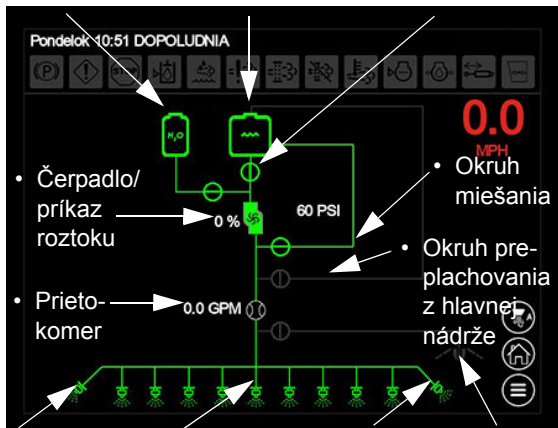 Pondelok 10:51 DOPOLUDNIA
(P)
STOP
H₂O
0.0
MPH
• Čerpadlo/
príkaz
roztoku
0 %
60 PSI
• Okruh
miešania
• Prieto-
komer
0.0 GPM
• Okruh pre-
plachovania
z hlavnej
nádrže
A